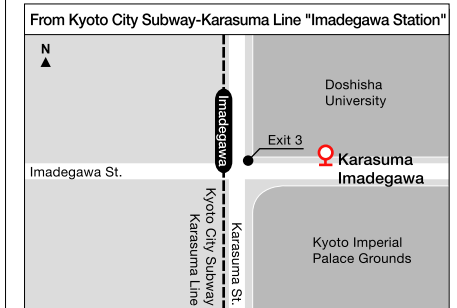 From Kyoto City Subway-Karasuma Line "Imadegawa Station"
N
Doshisha
University
Imadegawa
Exit 3
Karasuma
Imadegawa
Imadegawa St.
Kyoto City Subway
Karasuma Line
Karasuma St.
Kyoto Imperial
Palace Grounds